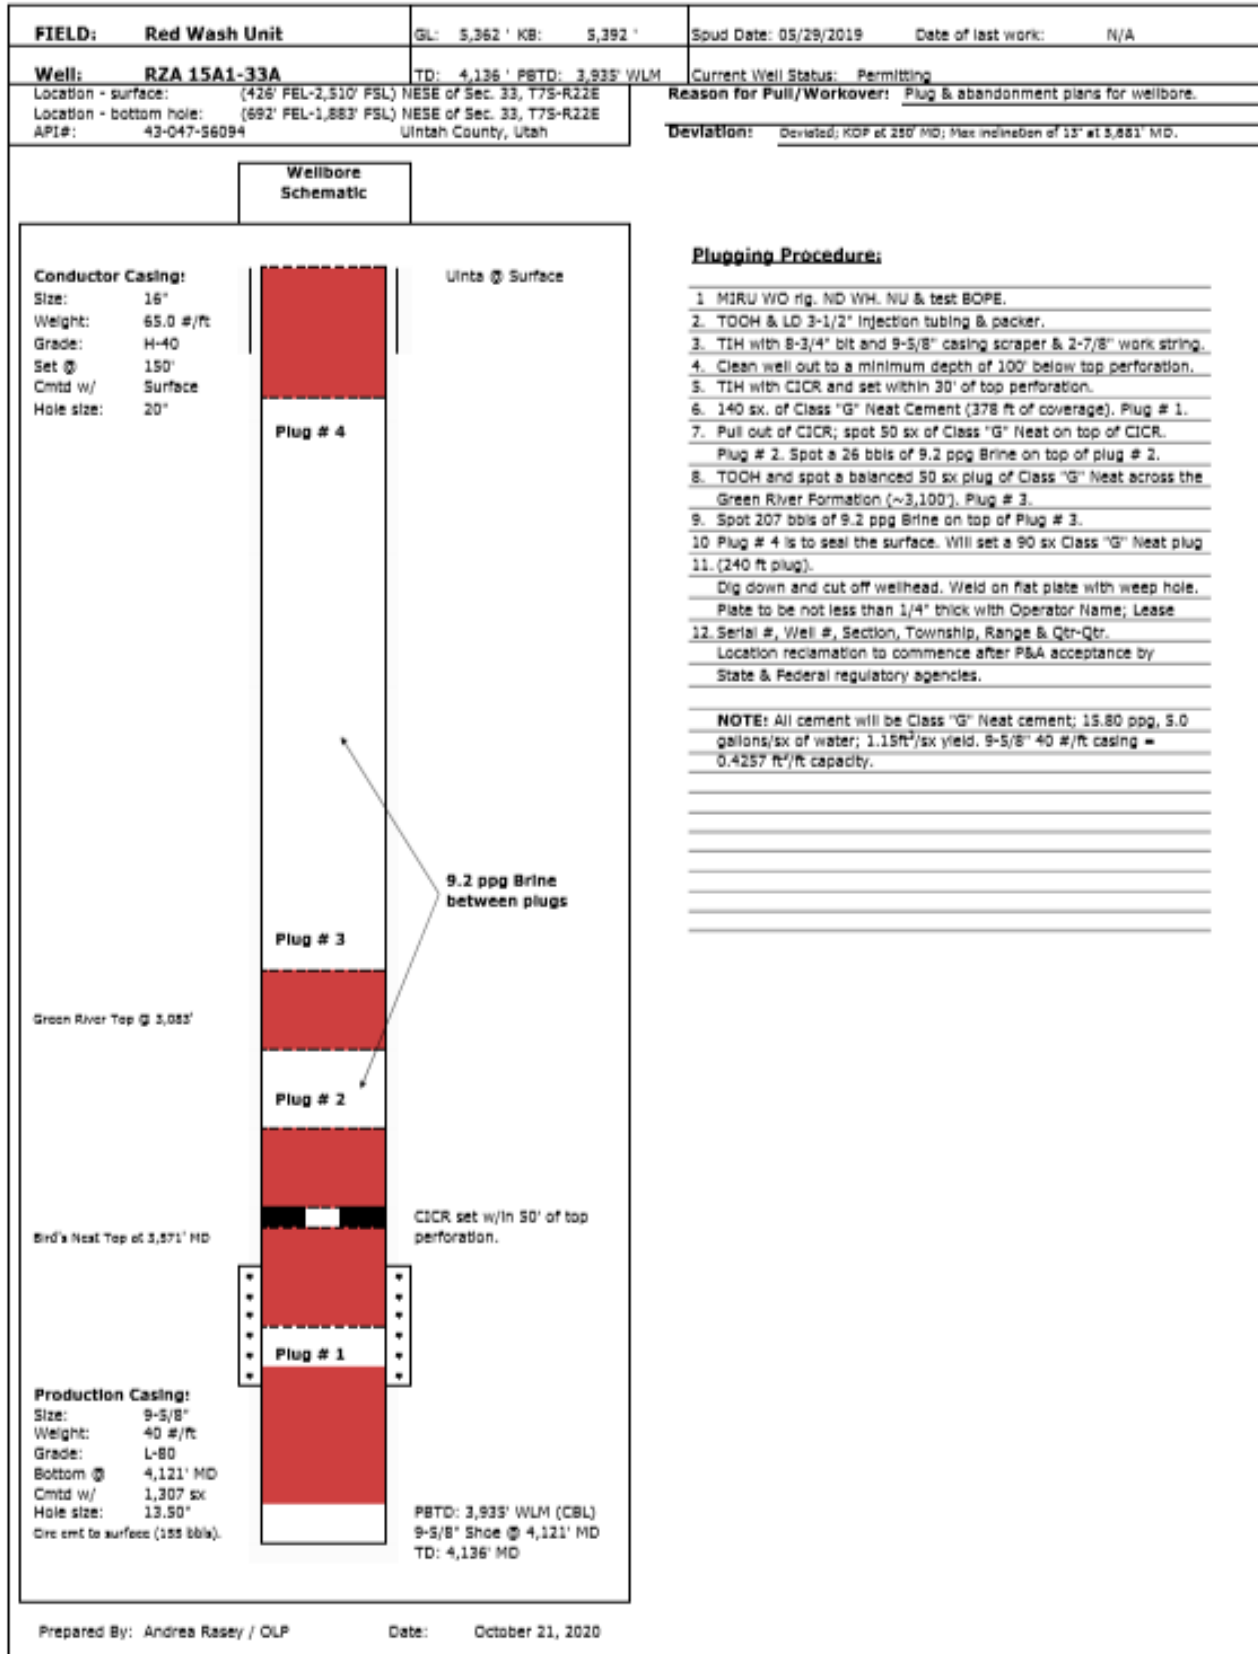 FIELD: Red Wash Unit GL: 5,362 ' KB: 5,392 ' Spud Date: 05/29/2019 Date of last work: N/A
Well: RZA 15A1-33A TD: 4,136 ' PBTD: 3,935' WLM Current Well Status: Permitting
Location - surface: (426' FEL-2,510' FSL) NESE of Sec. 33, T7S-R22E Reason for Pull/Workover: Plug & abandonment plans for wellbore.
Location - bottom hole: (692' FEL-1,883' FSL) NESE of Sec. 33, T7S-R22E
API#: 43-047-56094 Uintah County, Utah Deviation: Deviated; KOP at 250' MD; Max inclination of 13° at MD.
Wellbore
Schematic
Conductor Casing:
Size: 16"
Weight: 65.0 #/ft
Grade: H-40
Set @ 150'
Cmtd w/ Surface
Hole size: 20"
Uinta @ Surface
Plug # 4
9.2 ppg Brine
between plugs
Plug # 3
Green River Top @ 3,083'
Plug # 2
CICR set w/in 50' of top
perforation.
Bird's Nest Top at 3,571' MD
Plug # 1
Production Casing:
Size: 9-5/8"
Weight: 40 #/ft
Grade: L-80
Bottom @ 4,121' MD
Cmtd w/ 1,307 sx
Hole size: 13.50"
Circ cmt to surface (155 bbls).
PBTD: 3,935' WLM (CBL)
9-5/8" Shoe @ 4,121' MD
TD: 4,136' MD
Plugging Procedure:
1 MIRU WO rig. ND WH. NU & test BOPE.
2. TOOH & LD 3-1/2" injection tubing & packer.
3. TIH with 8-3/4" bit and 9-5/8" casing scraper & 2-7/8" work string.
4. Clean well out to a minimum depth of 100' below top perforation.
5. TIH with CICR and set within 30' of top perforation.
6. 140 sx. of Class "G" Neat Cement (378 ft of coverage). Plug # 1.
7. Pull out of CICR; spot 50 sx of Class "G" Neat on top of CICR.
Plug # 2. Spot a 26 bbls of 9.2 ppg Brine on top of plug # 2.
8. TOOH and spot a balanced 50 sx plug of Class "G" Neat across the
Green River Formation (~3,100'). Plug # 3.
9. Spot 207 bbls of 9.2 ppg Brine on top of Plug # 3.
10 Plug # 4 is to seal the surface. Will set a 90 sx Class "G" Neat plug
11. (240 ft plug).
Dig down and cut off wellhead. Weld on flat plate with weep hole.
Plate to be not less than 1/4" thick with Operator Name; Lease
12. Serial #, Well #, Section, Township, Range & Qtr-Qtr.
Location reclamation to commence after P&A acceptance by
State & Federal regulatory agencies.
NOTE: All cement will be Class "G" Neat cement; 15.80 ppg, 5.0
gallons/sx of water; 1.15ft³/sx yield. 9-5/8" 40 #/ft casing =
0.4257 ft³/ft capacity.
Prepared By: Andrea Rasey / OLP Date: October 21, 2020